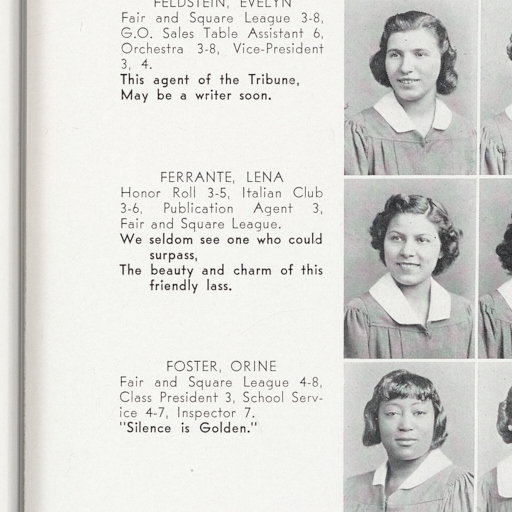 FELDSTEIN, EVELYN
Fair and Square League 3-8,
G.O. Sales Table Assistant 6,
Orchestra 3-8, Vice-President
3, 4.
This agent of the Tribune,
May be a writer soon.
FERRANTE, LENA
Honor Roll 3-5, Italian Club
3-6, Publication Agent 3,
Fair and Square League.
We seldom see one who could
surpass,
The beauty and charm of this
friendly lass.
FOSTER, ORINE
Fair and Square League 4-8,
Class President 3, School Serv-
ice 4-7, Inspector 7.
"Silence is Golden."